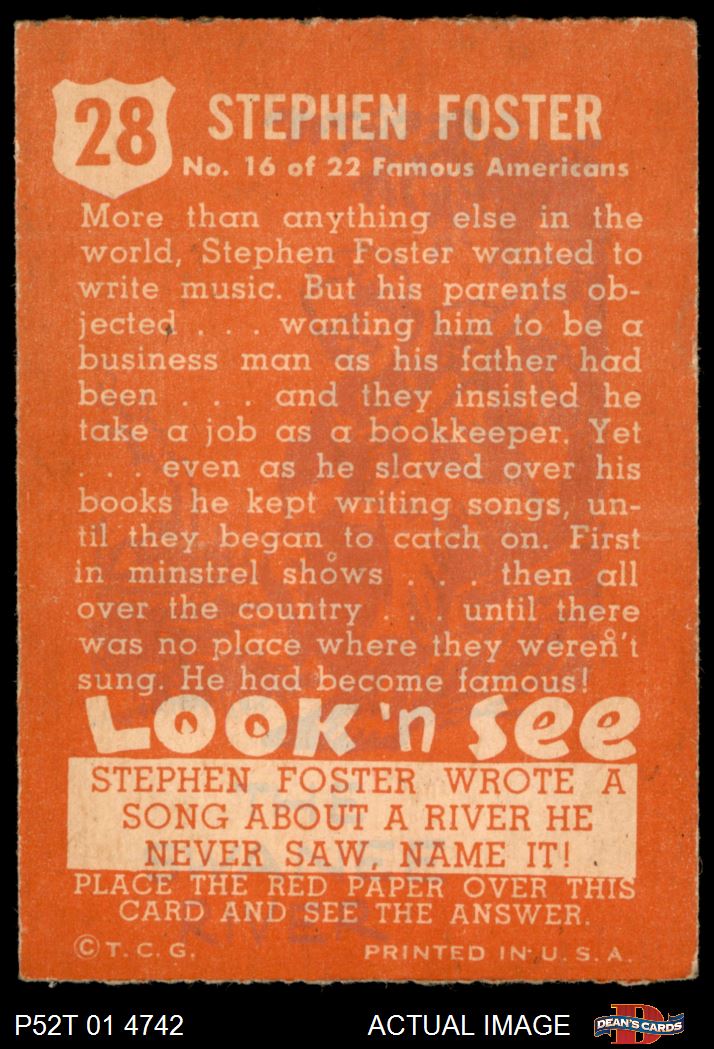 28
STEPHEN FOSTER
No. 16 of 22 Famous Americans
More than anything else in the
world, Stephen Foster wanted to
write music. But his parents ob-
jected . . . wanting him to be a
business man as his father had
been . . . and they insisted he
take a job as a bookkeeper. Yet
. . . even as he slaved over his
books he kept writing songs, un-
til they began to catch on. First
in minstrel shows . . . then all
over the country . . . until there
was no place where they weren't
sung. He had become famous!
LOOK 'n SEE
STEPHEN FOSTER WROTE A
SONG ABOUT A RIVER HE
NEVER SAW, NAME IT!
PLACE THE RED PAPER OVER THIS
CARD AND SEE THE ANSWER.
RIVER
© T. C. G. PRINTED IN U. S. A.
P52T 01 4742 ACTUAL IMAGE D DEAN'S CARDS